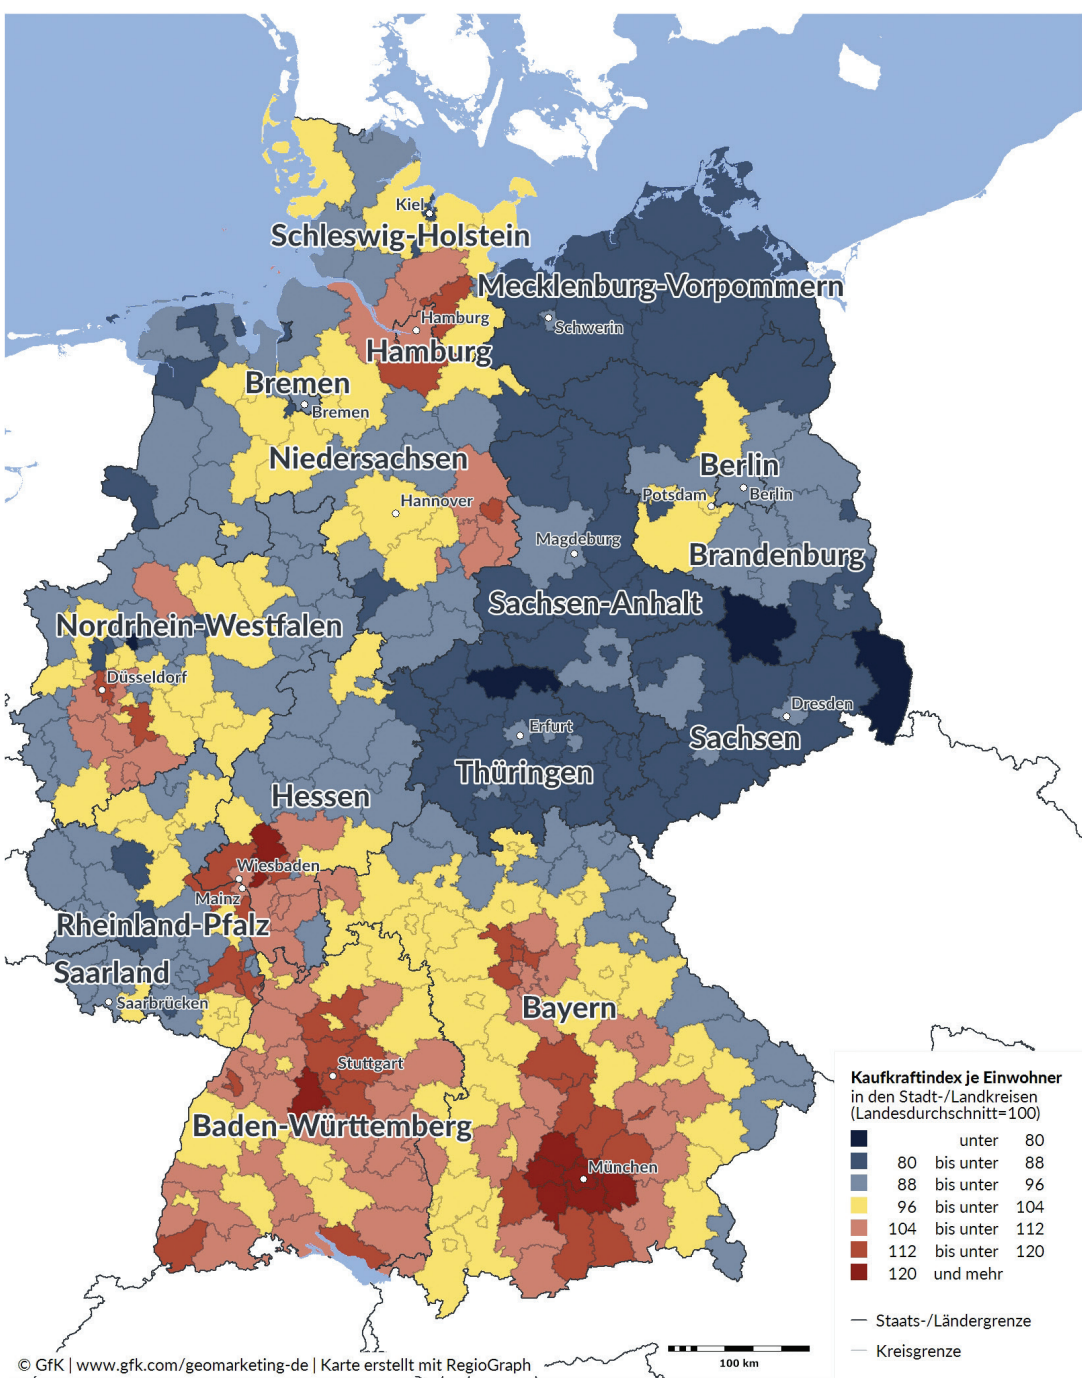 Kiel
Schleswig-Holstein
Mecklenburg-Vorpommern
Hamburg
Schwerin
Hamburg
Bremen
Bremen
Niedersachsen
Berlin
Potsdam
Berlin
Hannover
Magdeburg
Brandenburg
Sachsen-Anhalt
Nordrhein-Westfalen
Düsseldorf
Dresden
Erfurt
Sachsen
Thüringen
Hessen
Wiesbaden
Mainz
Rheinland-Pfalz
Saarland
Saarbrücken
Bayern
Stuttgart
Baden-Württemberg
München
Kaufkraftindex je Einwohner
in den Stadt-/Landkreisen
(Landesdurchschnitt=100)
unter 80
80 bis unter 88
88 bis unter 96
96 bis unter 104
104 bis unter 112
112 bis unter 120
120 und mehr
Staats-/Ländergrenze
Kreisgrenze
100 km
© GfK | www.gfk.com/geomarketing-de | Karte erstellt mit RegioGraph